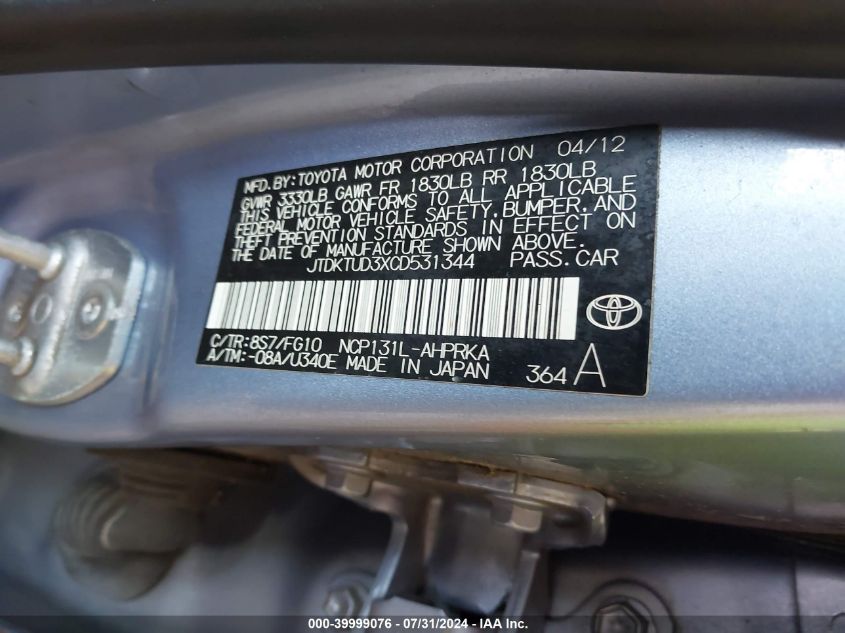 MFD.BY:TOYOTA MOTOR CORPORATION 04/12
GVWR 3330LB GAWR FR 1830LB RR 1830LB
THIS VEHICLE CONFORMS TO ALL APPLICABLE
FEDERAL MOTOR VEHICLE SAFETY,BUMPER,AND
THEFT PREVENTION STANDARDS IN EFFECT ON
THE DATE OF MANUFACTURE SHOWN ABOVE.
JTDKTUD3XCD531344 PASS.CAR
C/TR:8S7/FG10 NCP131L-AHPRKA
A/TM:-08A/U340E MADE IN JAPAN 364 A
000-39999076 - 07/31/2024 - IAA Inc.